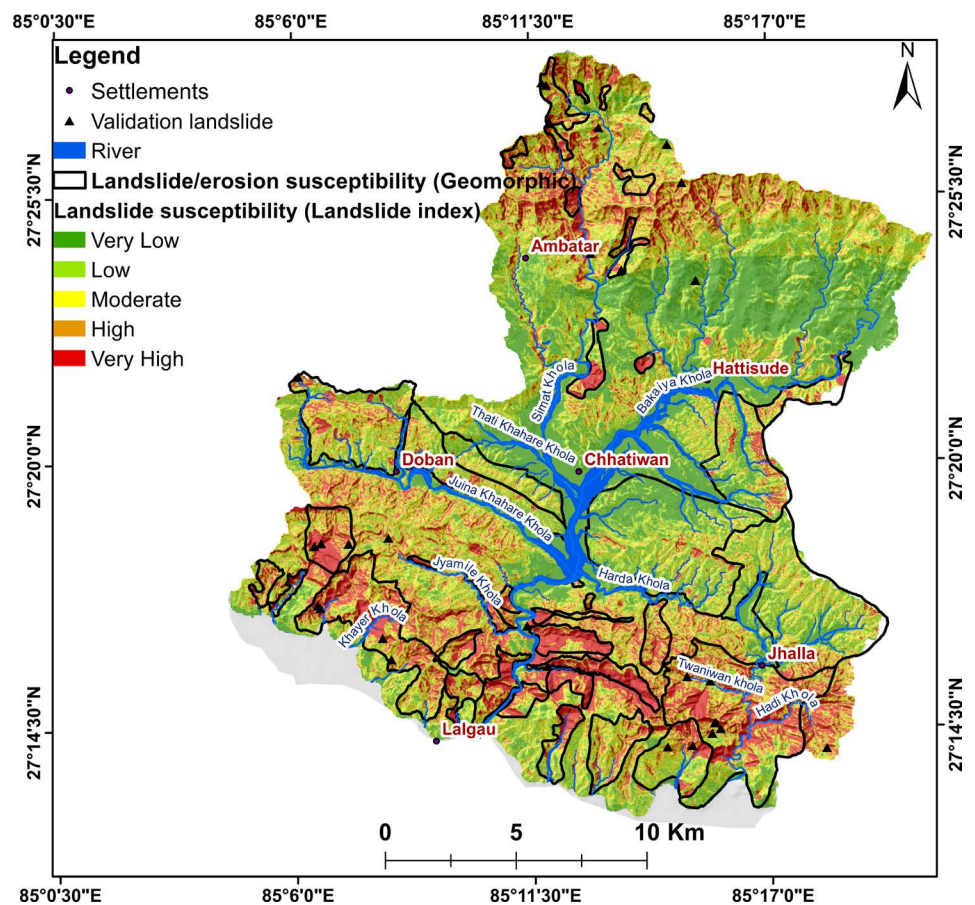 85°0'30"E 85°6'0"E 85°11'30"E 85°17'0"E
Legend
Settlements
Validation landslide
River
Landslide/erosion susceptibility (Geomorphic)
Landslide susceptibility (Landslide index)
Very Low
Low
Moderate
High
Very High
N
27°25'30"N
27°25'30"N
Ambatar
Simat Khola
Bakaiya Khola
Hattisude
Thati Khahare Khola
27°20'0"N
27°20'0"N
Doban
Chhatiwan
Juina Khahare Khola
Jyamile Khola
Harda Khola
Khayer Khola
Jhalla
Twaniwan khola
Hadi Khola
27°14'30"N
27°14'30"N
Lalgau
0 5 10 Km
85°0'30"E 85°6'0"E 85°11'30"E 85°17'0"E